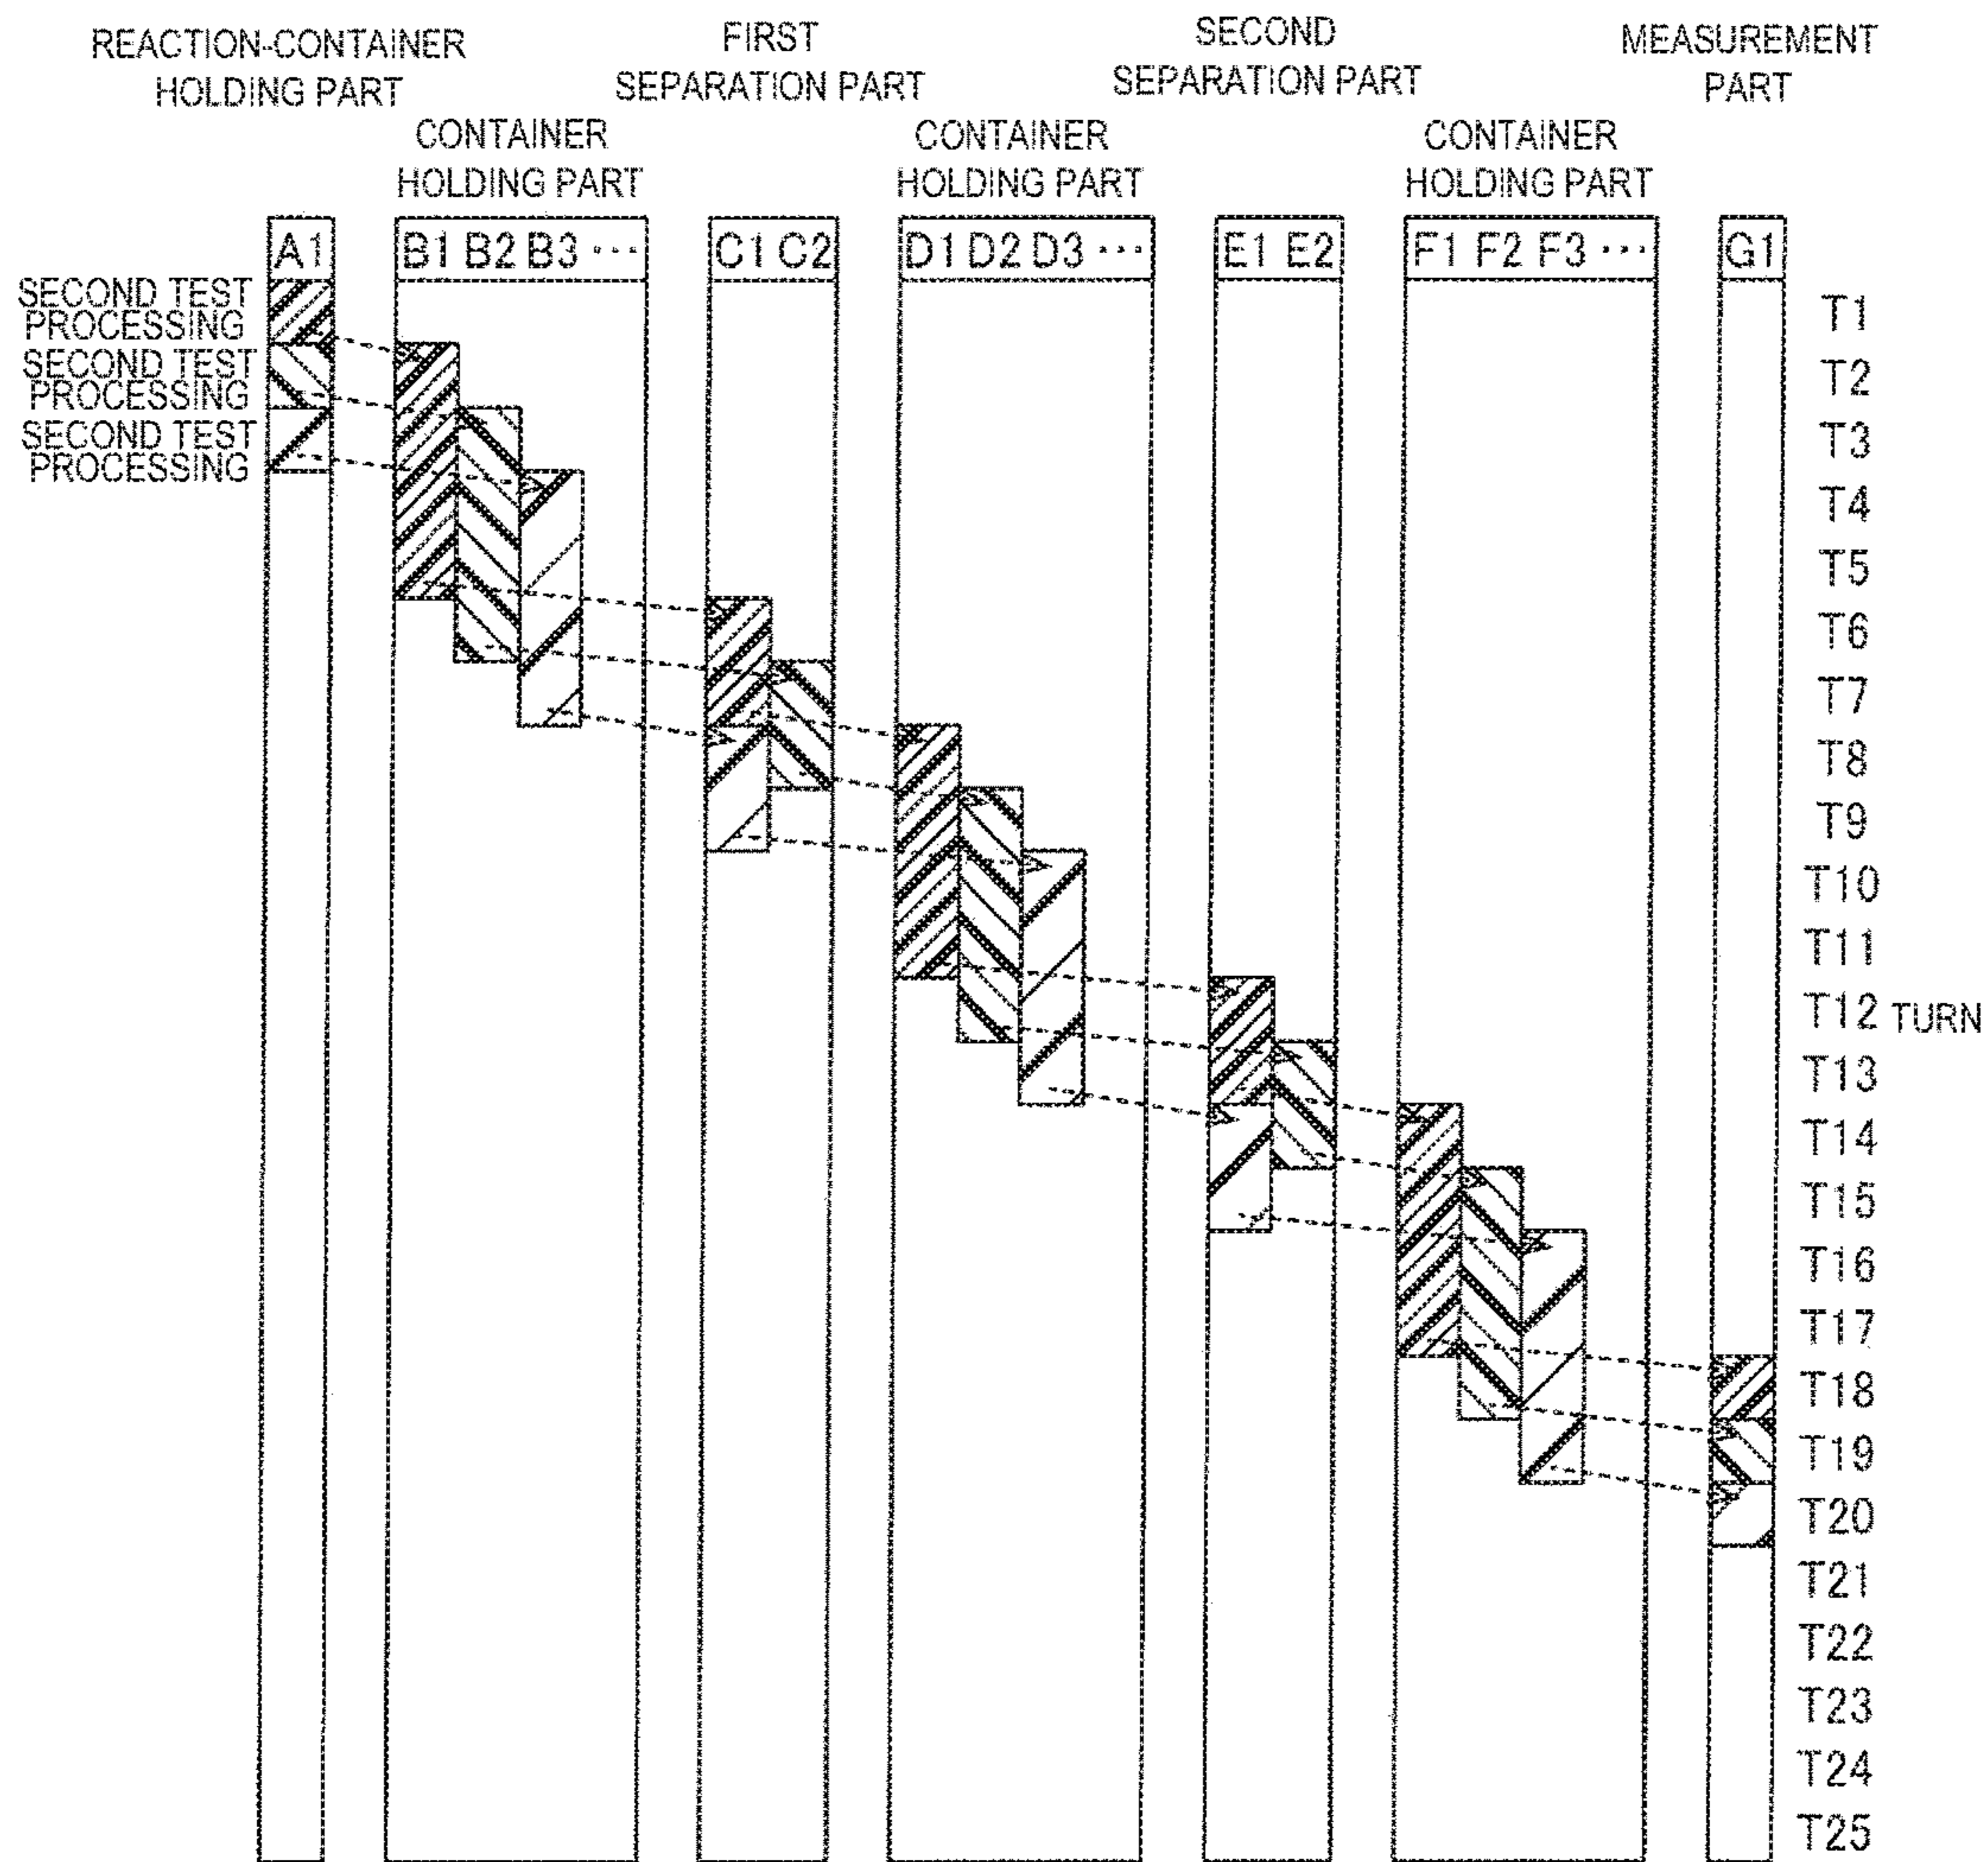 REACTION-CONTAINER
HOLDING PART
FIRST
SEPARATION PART
SECOND
SEPARATION PART
MEASUREMENT
PART
CONTAINER
HOLDING PART
CONTAINER
HOLDING PART
CONTAINER
HOLDING PART
A1
B1 B2 B3 ···
C1 C2
D1 D2 D3 ···
E1 E2
F1 F2 F3 ···
G1
SECOND TEST
PROCESSING
SECOND TEST
PROCESSING
SECOND TEST
PROCESSING
T1
T2
T3
T4
T5
T6
T7
T8
T9
T10
T11
T12 TURN
T13
T14
T15
T16
T17
T18
T19
T20
T21
T22
T23
T24
T25